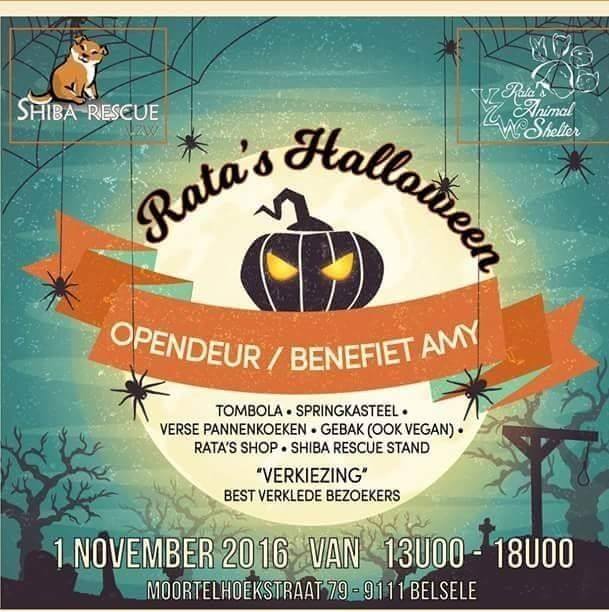 SHIBA RESCUE
V.Z.W
VZW
Rata's
Animal
Shelter
Rata's Halloween
OPENDEUR / BENEFIET AMY
TOMBOLA • SPRINGKASTEEL •
VERSE PANNENKOEKEN • GEBAK (OOK VEGAN) •
RATA'S SHOP • SHIBA RESCUE STAND
"VERKIEZING"
BEST VERKLEDE BEZOEKERS
1 NOVEMBER 2016 VAN 13U00 - 18U00
MOORTELHOEKSTRAAT 79 - 9111 BELSELE